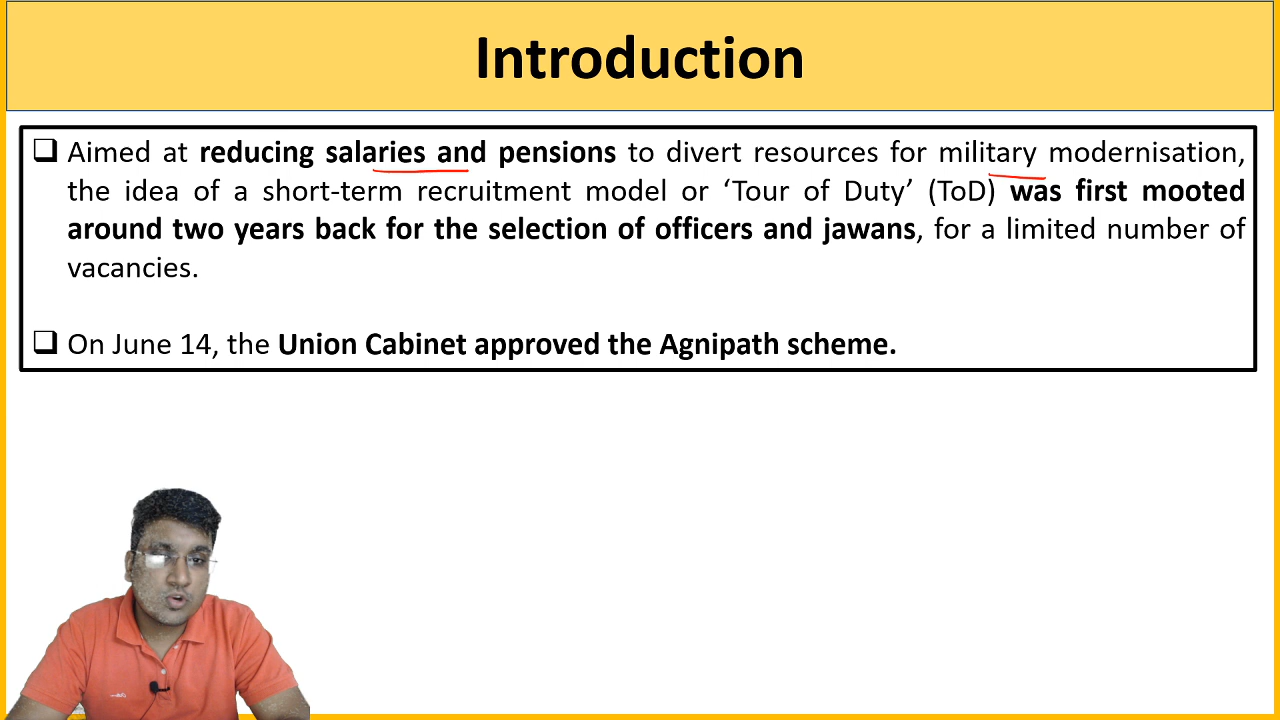 Introduction
❑ Aimed at reducing salaries and pensions to divert resources for military modernisation,
the idea of a short-term recruitment model or ‘Tour of Duty’ (ToD) was first mooted
around two years back for the selection of officers and jawans, for a limited number of
vacancies.
❑ On June 14, the Union Cabinet approved the Agnipath scheme.